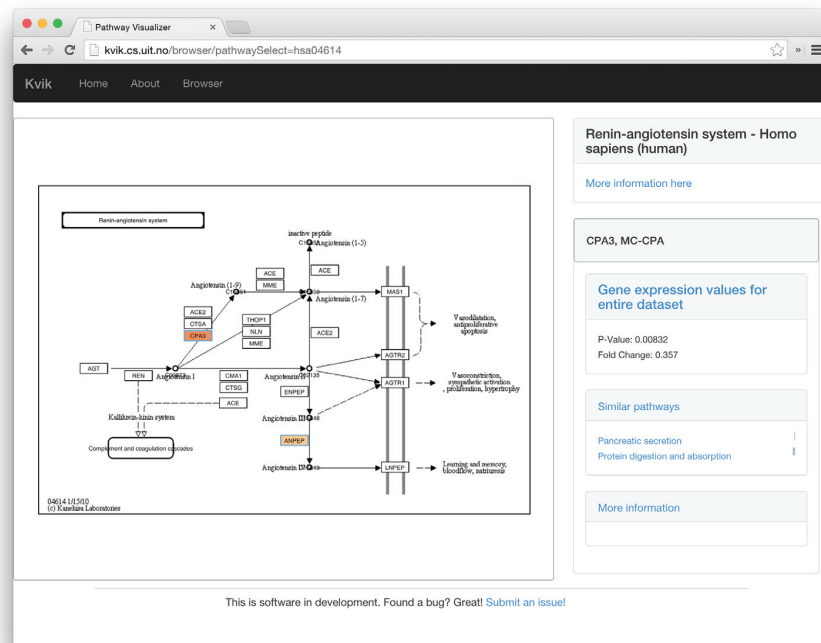 Pathway Visualizer
kvik.cs.uit.no/browser/pathwaySelect=hsa04614
Kvik Home About Browser
Renin-angiotensin system
inactive peptide
Angiotensin (1-5)
ACE
ACE
MME
Angiotensin (1-9)
Angiotensin (1-7)
MAS1
ACE2
CTSA
CPA3
THOP1
NLN
MME
ACE2
Vasodilatation,
antiproliferative
apoptosis
AGTR2
AGT
REN
Angiotensin I
CMA1
CTSG
ACE
Angiotensin II
ENPEP
AGTR1
Vasoconstriction,
sympathetic activation
, proliferation, hypertrophy
Kallikrein-kinin system
Angiotensin III
ANPEP
Complement and coagulation cascades
Angiotensin IV
LNPEP
Learning and memory,
bloodflow, natriuresis
04614 1/15/10
(c) Kanehisa Laboratories
Renin-angiotensin system - Homo
sapiens (human)
More information here
CPA3, MC-CPA
Gene expression values for
entire dataset
P-Value: 0.00832
Fold Change: 0.357
Similar pathways
Pancreatic secretion
Protein digestion and absorption
More information
This is software in development. Found a bug? Great! Submit an issue!